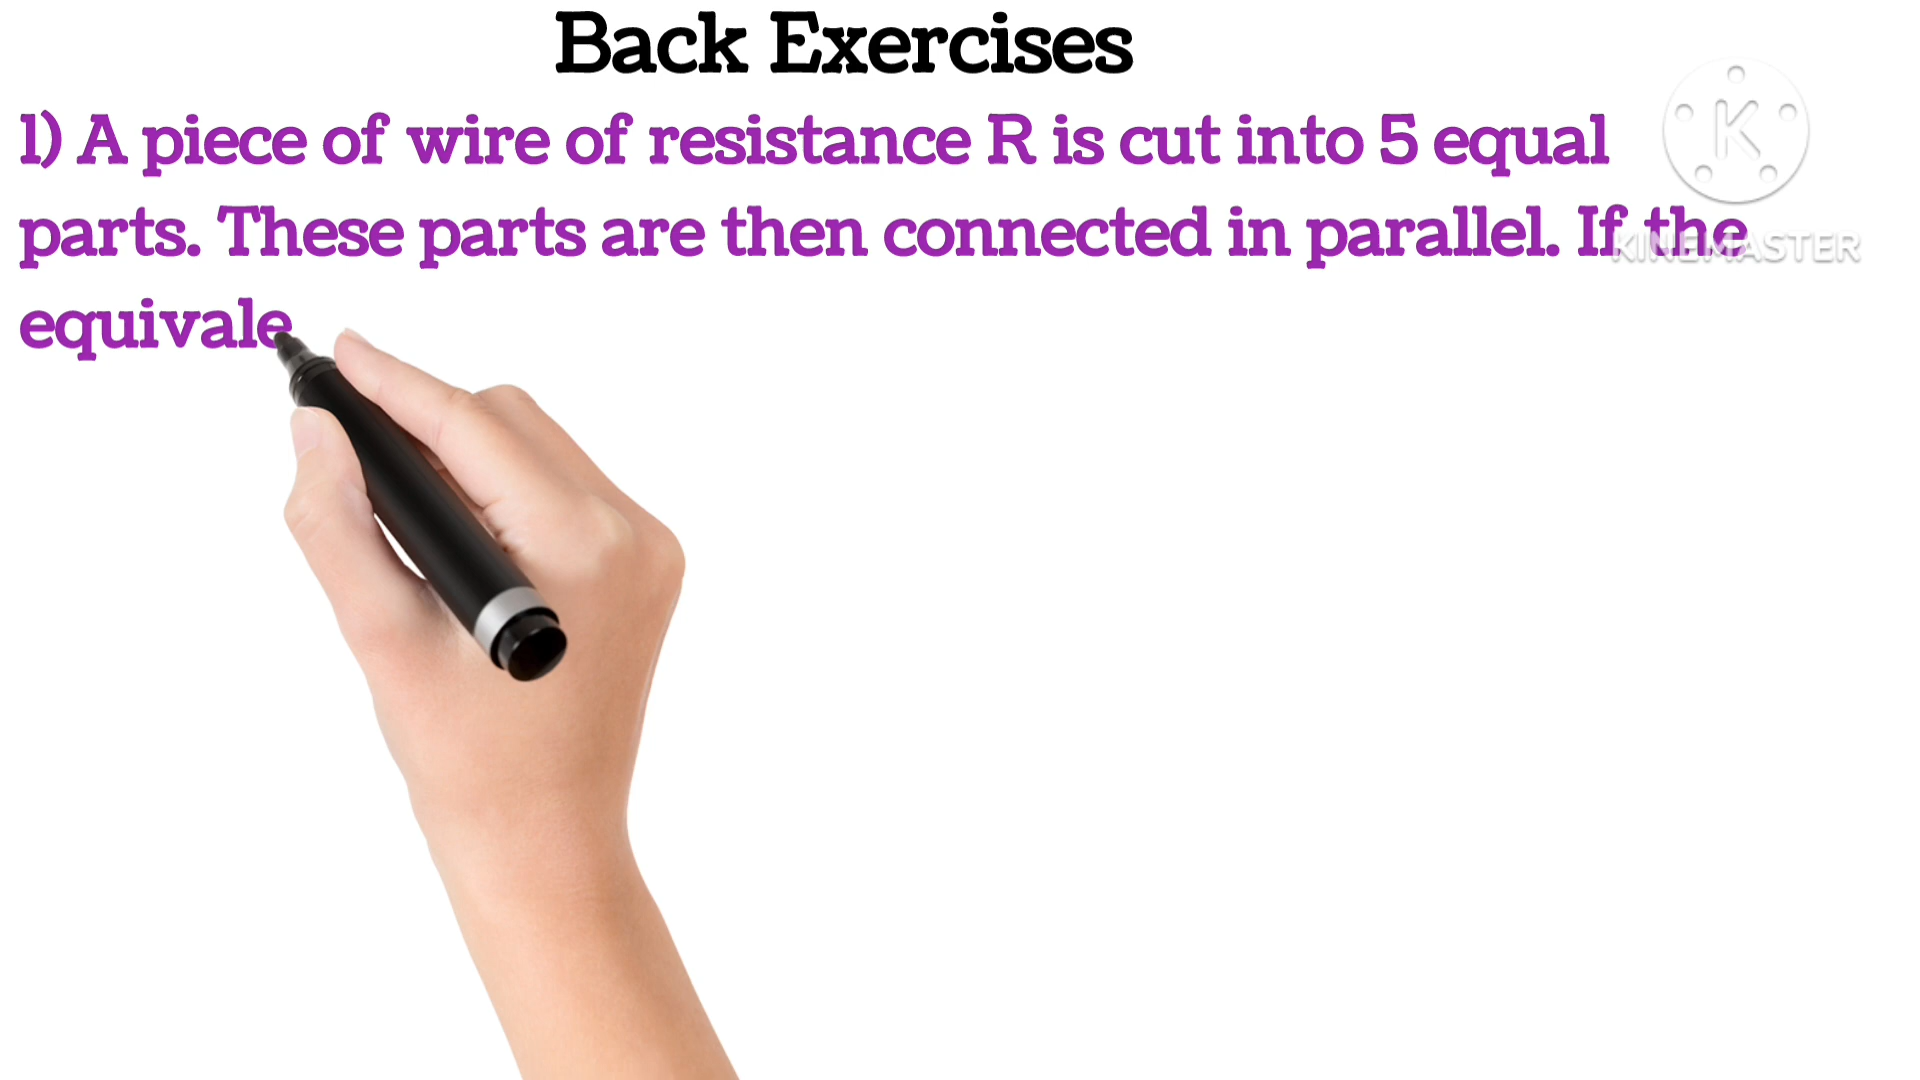 Back Exercises
1) A piece of wire of resistance R is cut into 5 equal
parts. These parts are then connected in parallel. If the
equivale
K
KINEMASTER